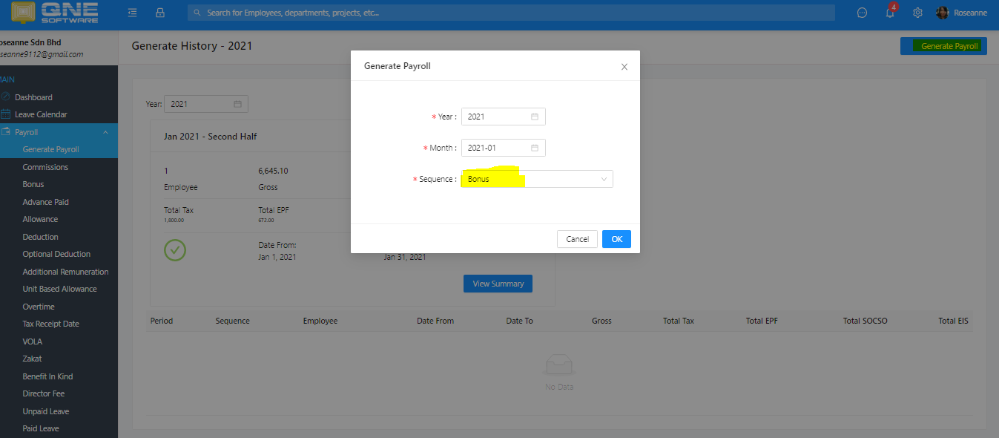 QNE
SOFTWARE
Search for Employees, departments, projects, etc...
4
Roseanne
oseanne Sdn Bhd
seanne9112@gmail.com
Generate History - 2021
Generate Payroll
MAIN
Dashboard
Leave Calendar
Payroll
Generate Payroll
Commissions
Bonus
Advance Paid
Allowance
Deduction
Optional Deduction
Additional Remuneration
Unit Based Allowance
Overtime
Tax Receipt Date
VOLA
Zakat
Benefit In Kind
Director Fee
Unpaid Leave
Paid Leave
Year: 2021
Jan 2021 - Second Half
1 6,645.10
Employee Gross
Total Tax Total EPF
1,800.00 672.00
Date From:
Jan 1, 2021 Jan 31, 2021
View Summary
Period Sequence Employee Date From Date To Gross Total Tax Total EPF Total SOCSO Total EIS
No Data
Generate Payroll
* Year : 2021
* Month : 2021-01
* Sequence : Bonus
Cancel OK